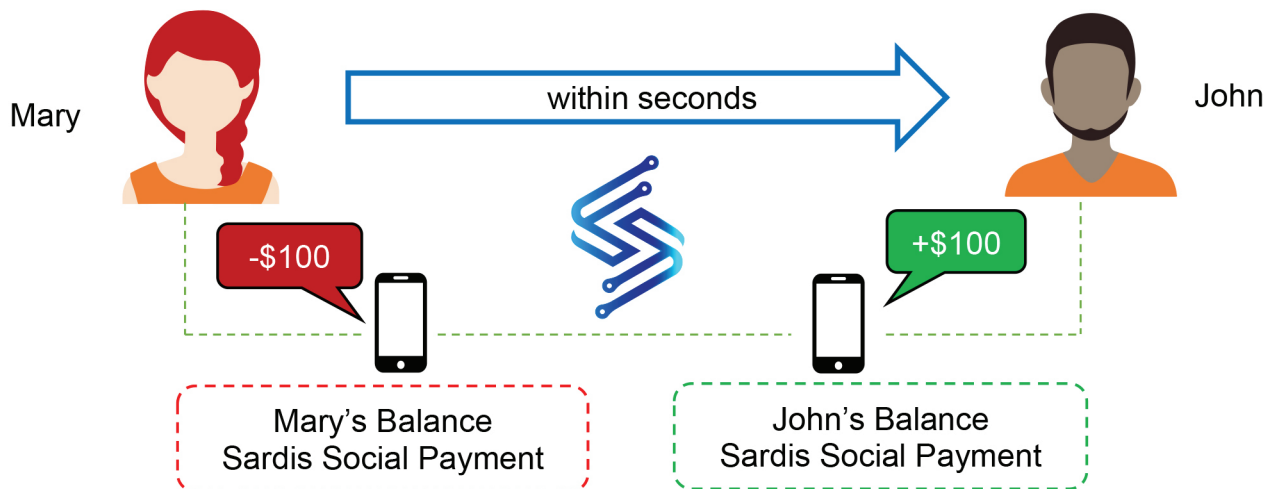 within seconds
Mary
John
-$100
+$100
Mary’s Balance
Sardis Social Payment
John’s Balance
Sardis Social Payment